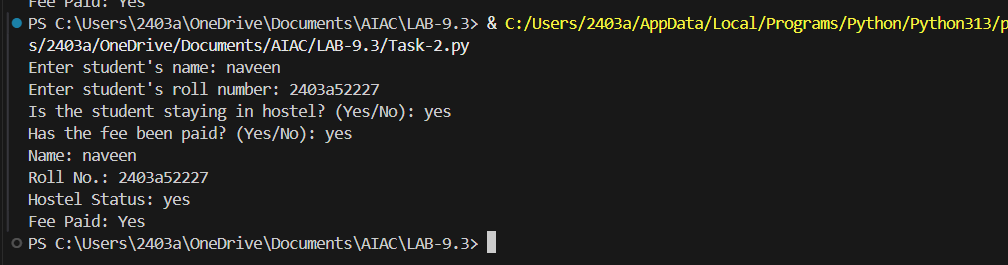 Fee Paid: Yes
PS C:\Users\2403a\OneDrive\Documents\AIAC\LAB-9.3> & C:/Users/2403a/AppData/Local/Programs/Python/Python313/p
s/2403a/OneDrive/Documents/AIAC/LAB-9.3/Task-2.py
Enter student's name: naveen
Enter student's roll number: 2403a52227
Is the student staying in hostel? (Yes/No): yes
Has the fee been paid? (Yes/No): yes
Name: naveen
Roll No.: 2403a52227
Hostel Status: yes
Fee Paid: Yes
PS C:\Users\2403a\OneDrive\Documents\AIAC\LAB-9.3>